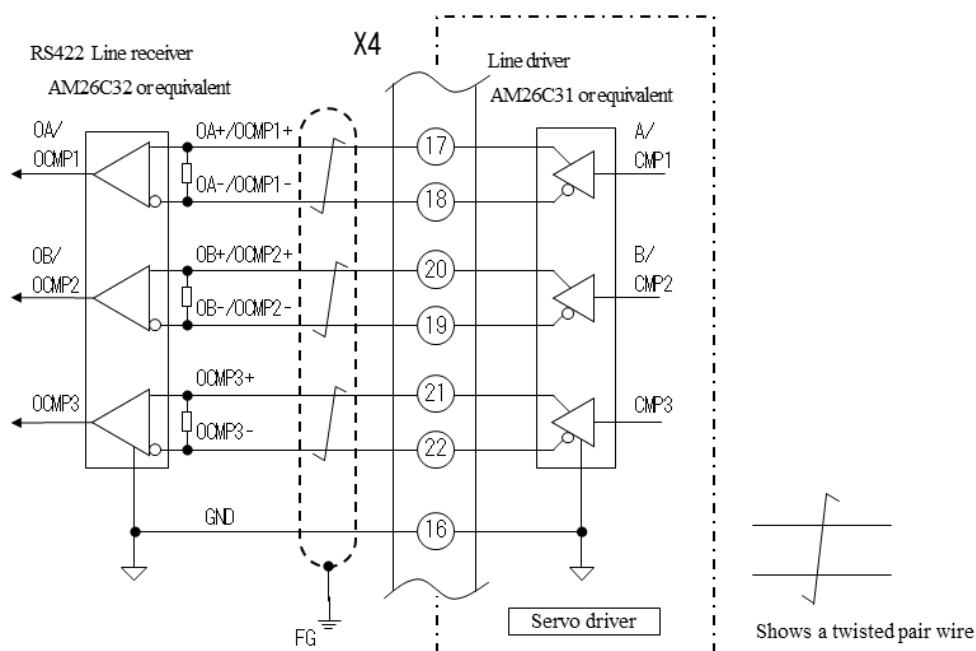 X4
RS422 Line receiver
AM26C32 or equivalent
Line driver
AM26C31 or equivalent
OA/
OCMP1
OA+/OCMP1+
OA-/OCMP1-
17
18
A/
CMP1
OB/
OCMP2
OB+/OCMP2+
OB-/OCMP2-
20
19
B/
CMP2
OCMP3
OCMP3+
OCMP3-
21
22
CMP3
GND
16
FG
Servo driver
Shows a twisted pair wire